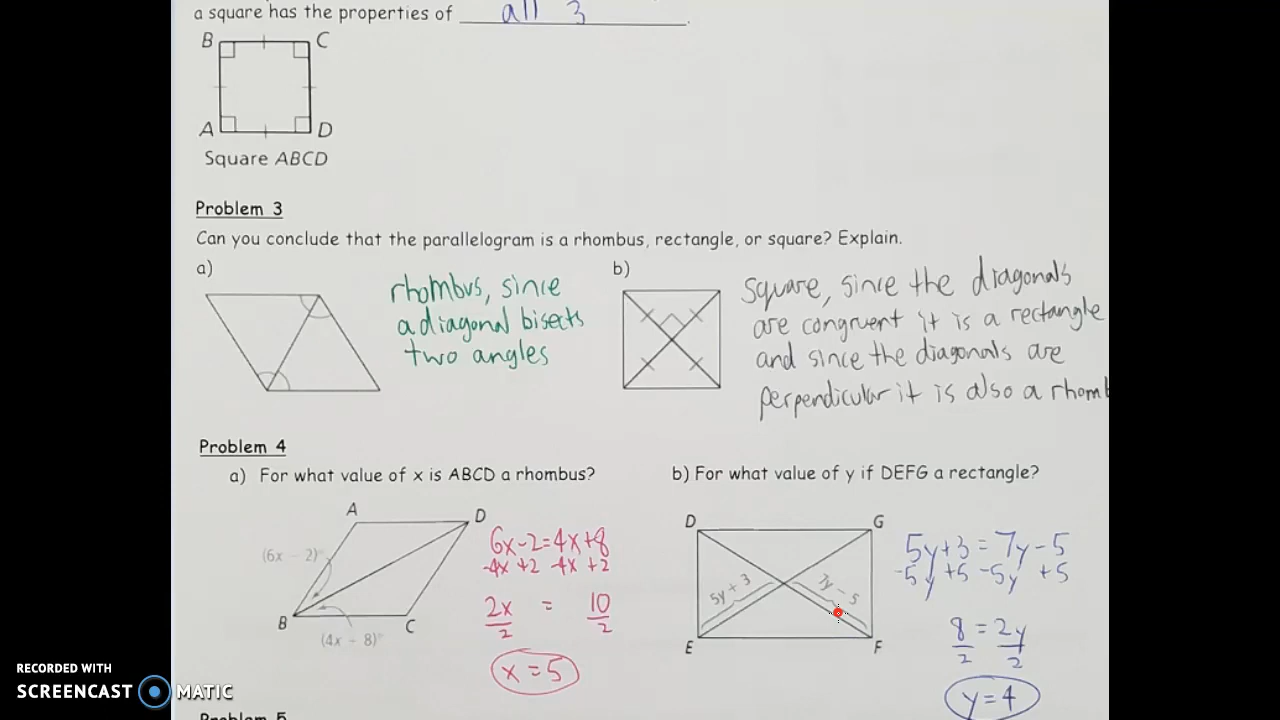 a square has the properties of all 3.
B C
A D
Square ABCD
Problem 3
Can you conclude that the parallelogram is a rhombus, rectangle, or square? Explain.
a)
rhombus, since
a diagonal bisects
two angles
b)
square, since the diagonals
are congruent it is a rectangle
and since the diagonals are
perpendicular it is also a rhomb
Problem 4
a) For what value of x is ABCD a rhombus?
A D
(6x - 2)°
B C
(4x + 8)°
6x-2=4x+8
-4x +2 -4x +2
2x = 10
2 2
x = 5
b) For what value of y if DEFG a rectangle?
D G
5y + 3 7y - 5
E F
5y+3 = 7y-5
-5y +5 -5y +5
8 = 2y
2 2
y = 4
Problem 5
RECORDED WITH
SCREENCAST MATIC